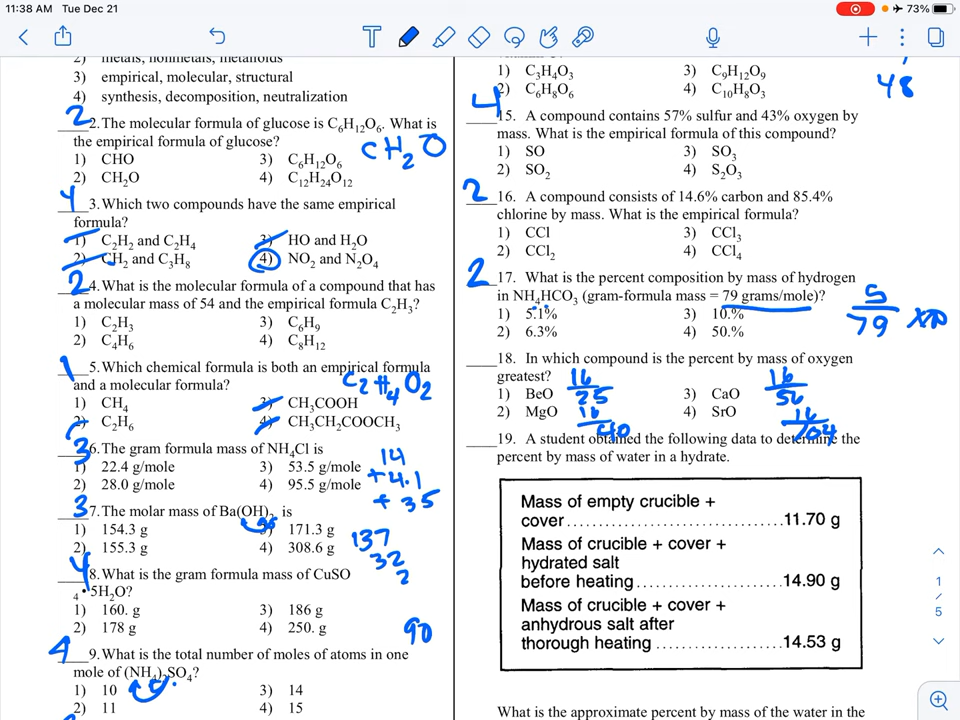 11:38 AM Tue Dec 21
73%
2) metals, nonmetals, metalloids
3) empirical, molecular, structural
4) synthesis, decomposition, neutralization
2
____2.The molecular formula of glucose is C₆H₁₂O₆. What is
the empirical formula of glucose?
CH₂O
1) CHO 3) C₆H₁₂O₆
2) CH₂O 4) C₁₂H₂₄O₁₂
4
____3.Which two compounds have the same empirical
formula?
1) C₂H₂ and C₂H₄ 3) HO and H₂O
2) CH₂ and C₃H₈ 4) NO₂ and N₂O₄
2
____4.What is the molecular formula of a compound that has
a molecular mass of 54 and the empirical formula C₂H₃?
1) C₂H₃ 3) C₆H₉
2) C₄H₆ 4) C₈H₁₂
1
____5.Which chemical formula is both an empirical formula
and a molecular formula?
C₂H₄O₂
1) CH₄ 3) CH₃COOH
2) C₂H₆ 4) CH₃CH₂COOCH₃
3
____6.The gram formula mass of NH₄Cl is
1) 22.4 g/mole 3) 53.5 g/mole
2) 28.0 g/mole 4) 95.5 g/mole
14
+4.1
+ 35
3
____7.The molar mass of Ba(OH)₂ is
1) 154.3 g 3) 171.3 g
2) 155.3 g 4) 308.6 g
137
32
2
4
____8.What is the gram formula mass of CuSO
₄•5H₂O?
1) 160. g 3) 186 g
2) 178 g 4) 250. g
90
4
____9.What is the total number of moles of atoms in one
mole of (NH₄)₂SO₄?
1) 10 3) 14
2) 11 4) 15
1) C₃H₄O₃ 3) C₉H₁₂O₉
2) C₆H₈O₆ 4) C₁₀H₈O₃
48
4
____15. A compound contains 57% sulfur and 43% oxygen by
mass. What is the empirical formula of this compound?
1) SO 3) SO₃
2) SO₂ 4) S₂O₃
2
____16. A compound consists of 14.6% carbon and 85.4%
chlorine by mass. What is the empirical formula?
1) CCl 3) CCl₃
2) CCl₂ 4) CCl₄
2
____17. What is the percent composition by mass of hydrogen
in NH₄HCO₃ (gram-formula mass = 79 grams/mole)?
1) 5.1% 3) 10.%
2) 6.3% 4) 50.%
5
79 x100
____18. In which compound is the percent by mass of oxygen
greatest?
1) BeO 16/25 3) CaO 16/56
2) MgO 16/40 4) SrO 16/104
____19. A student obtained the following data to determine the
percent by mass of water in a hydrate.
Mass of empty crucible +
cover..................................11.70 g
Mass of crucible + cover +
hydrated salt
before heating......................14.90 g
Mass of crucible + cover +
anhydrous salt after
thorough heating...................14.53 g
What is the approximate percent by mass of the water in the
1
/
5